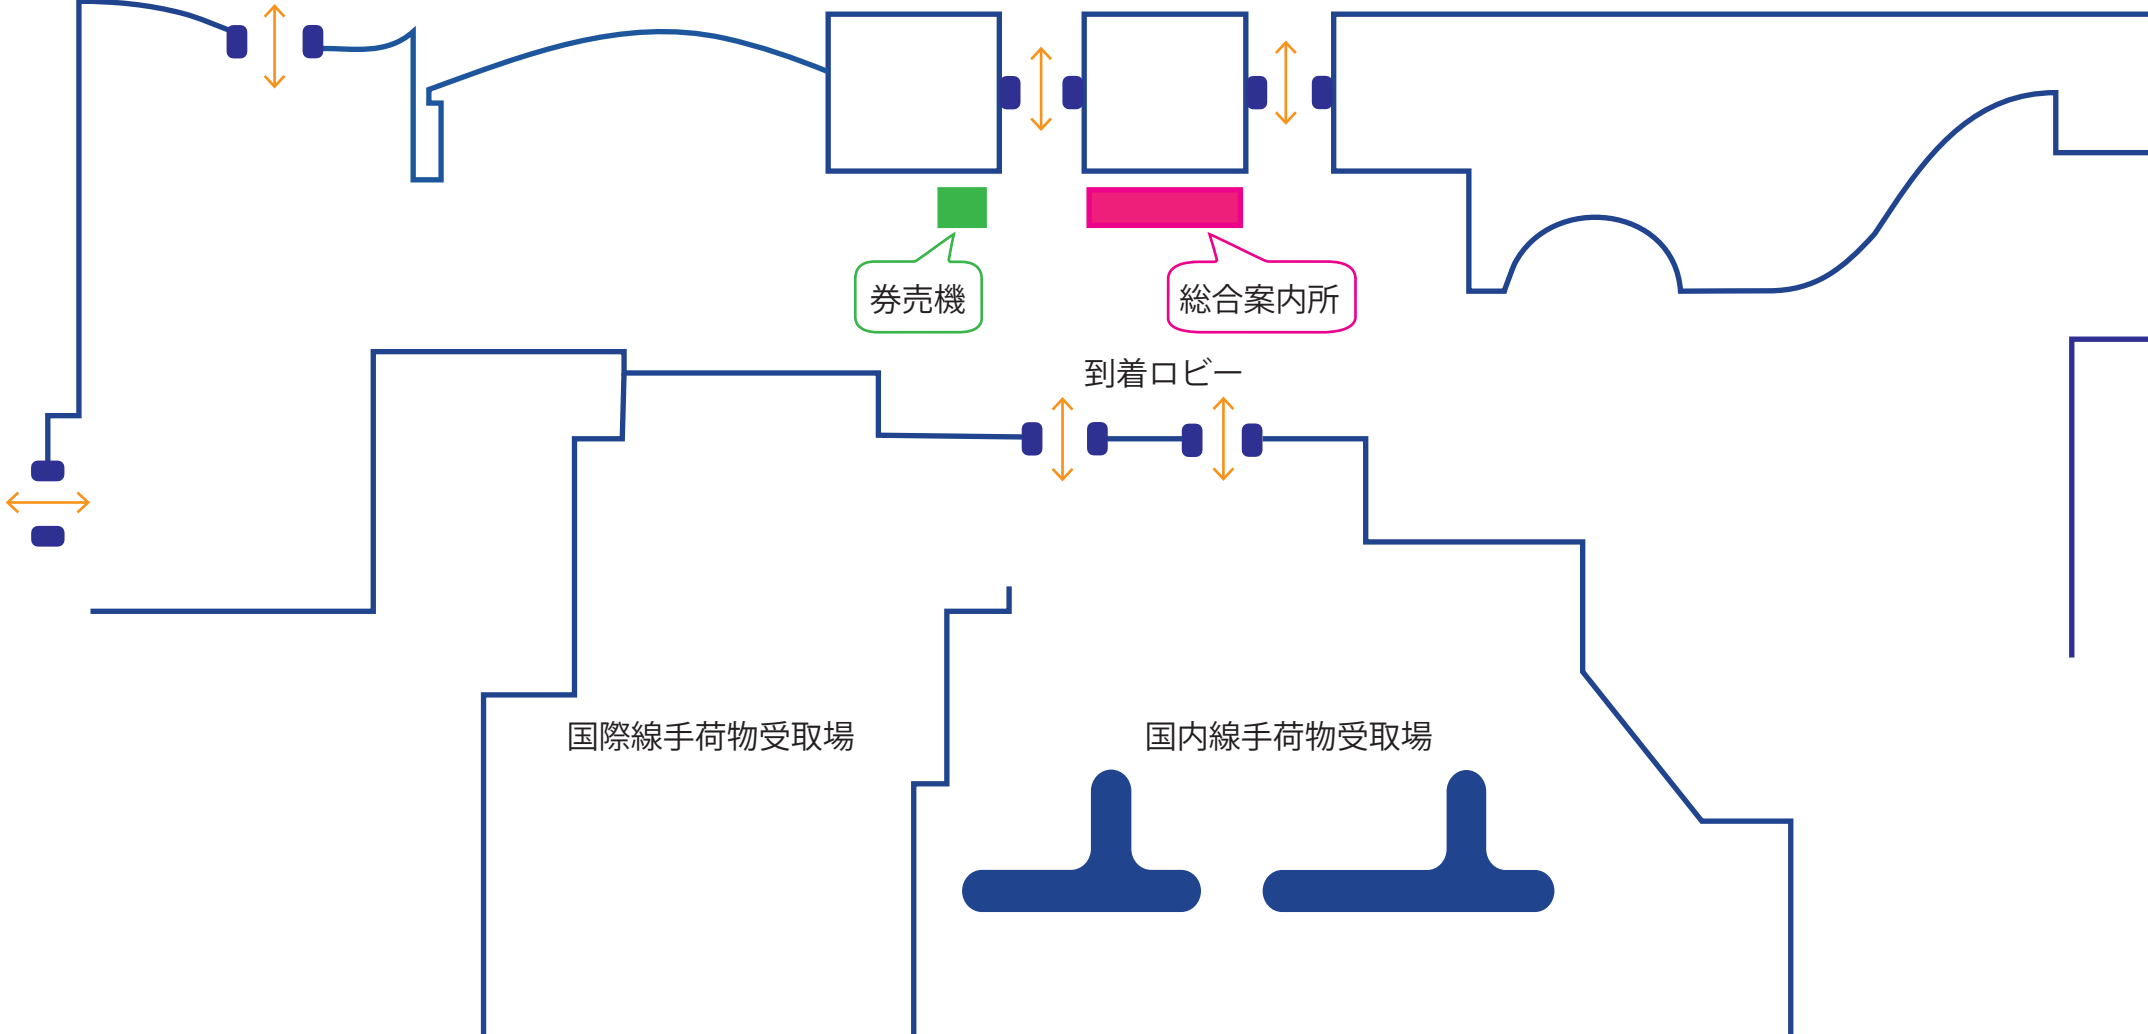 券売機
総合案内所
到着ロビー
国際線手荷物受取場
国内線手荷物受取場